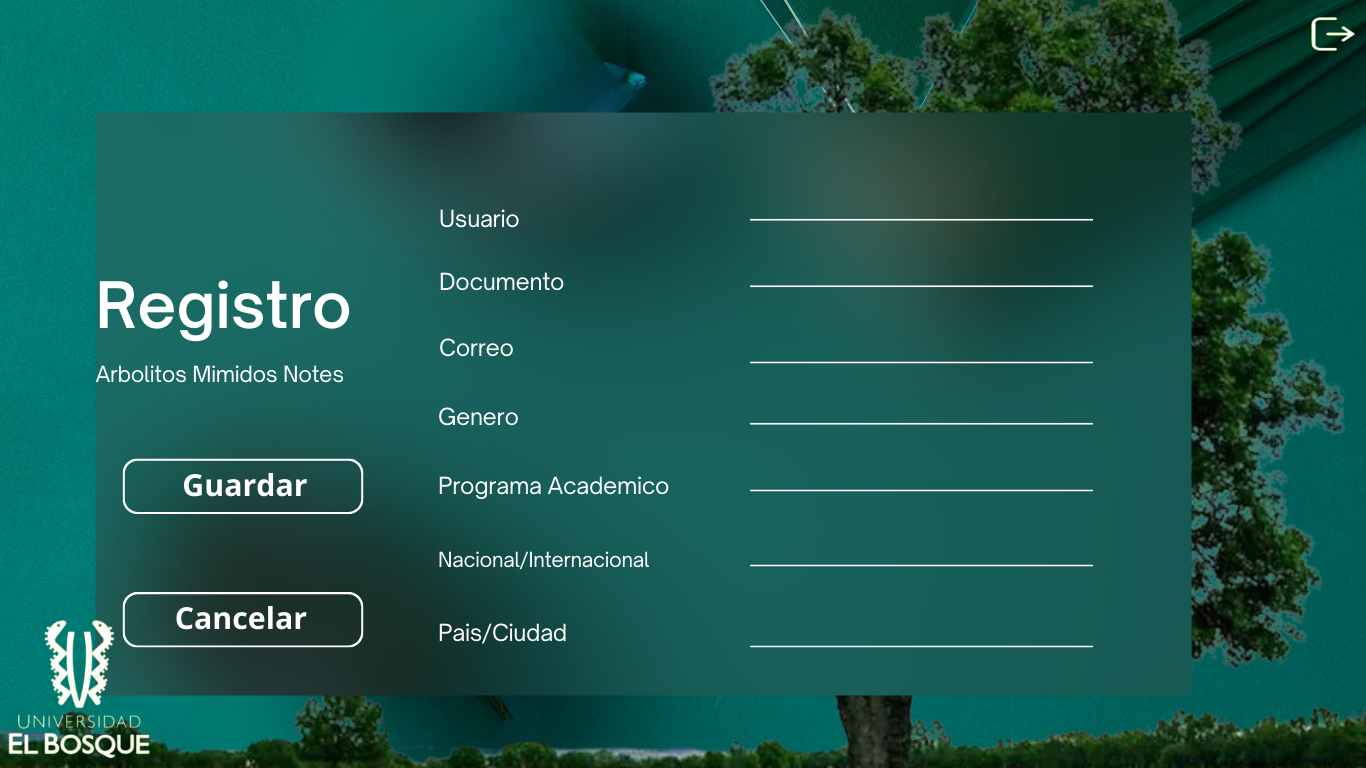 Registro
Arbolitos Mimidos Notes
Guardar
Cancelar
Usuario
Documento
Correo
Genero
Programa Academico
Nacional/Internacional
Pais/Ciudad
UNIVERSIDAD
EL BOSQUE